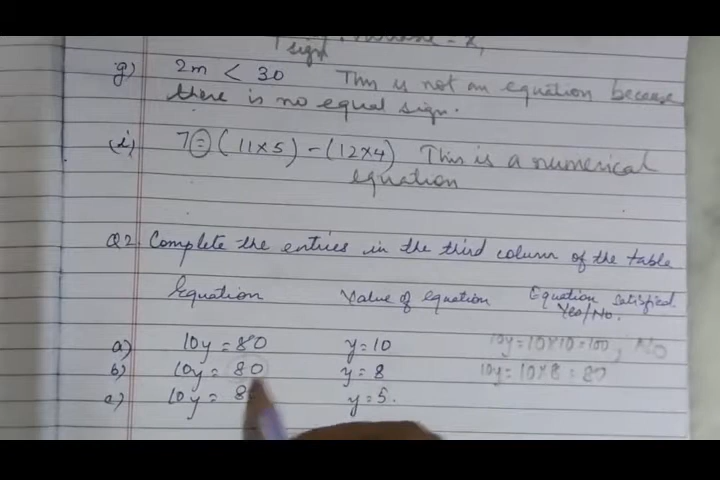 sign
g) 2m < 30 This is not an equation because
there is no equal sign.
(i) 7 = (11×5) - (12×4) This is a numerical
equation
Q2. Complete the entries in the third column of the table
Equation Value of equation Equation satisfied
Yes/No.
a) 10y = 80 y = 10 10y = 10×10 = 100, No
b) 10y = 80 y = 8 10y = 10×8 = 80
c) 10y = 8 y = 5.